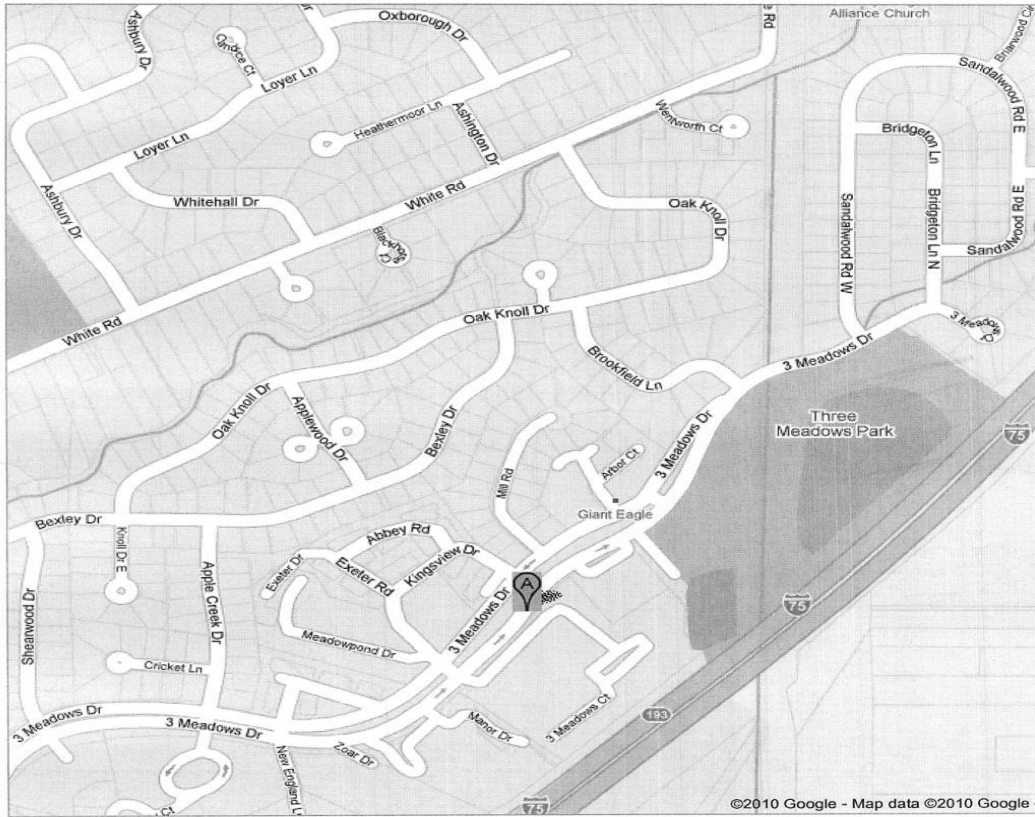 Ashbury Dr
Candice Ct
Oxborough Dr
Loyer Ln
Alliance Church
Briarwood Ct
Sandalwood Rd E
Heathermoor Ln
Ashington Dr
Wentworth Ct
Bridgeton Ln
Loyer Ln
Ashbury Dr
Whitehall Dr
White Rd
Oak Knoll Dr
Sandalwood Rd W
Bridgeton Ln N
Sandalwood Rd E
Sandal
White Rd
Oak Knoll Dr
3 Meadows Dr
3 Meadows Ct
Brookfield Ln
Oak Knoll Dr
Applewood Dr
Bexley Dr
3 Meadows Dr
Three
Meadows Park
75
Mill Rd
Arbor Ct
Giant Eagle
Bexley Dr
Knoll Dr E
Abbey Rd
Exeter Dr
Exeter Rd
Kingsview Dr
A
75
Shearwood Dr
Apple Creek Dr
3 Meadows Dr
Meadowpond Dr
Cricket Ln
3 Meadows Dr
3 Meadows Dr
Zoar Dr
Manor Dr
3 Meadows Ct
193
New England L
Ct
75
©2010 Google - Map data ©2010 Google